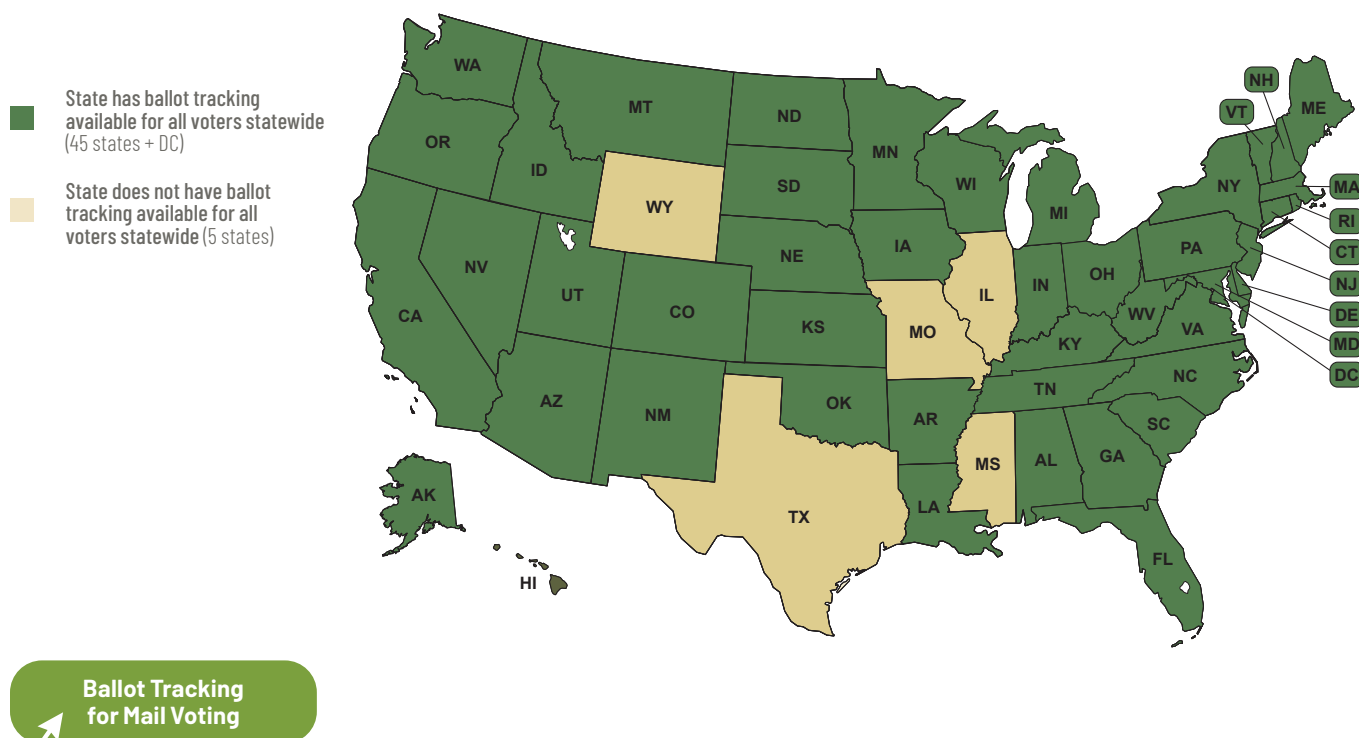 State has ballot tracking
available for all voters statewide
(45 states + DC)
State does not have ballot
tracking available for all
voters statewide (5 states)
WA
MT
ND
MN
OR
ID
WY
SD
WI
MI
NY
VT
NH
ME
MA
RI
CT
NJ
DE
MD
DC
NV
UT
CO
NE
IA
IL
IN
OH
PA
CA
KS
MO
KY
WV
VA
AZ
NM
OK
AR
TN
NC
SC
TX
LA
MS
AL
GA
FL
AK
HI
Ballot Tracking
for Mail Voting